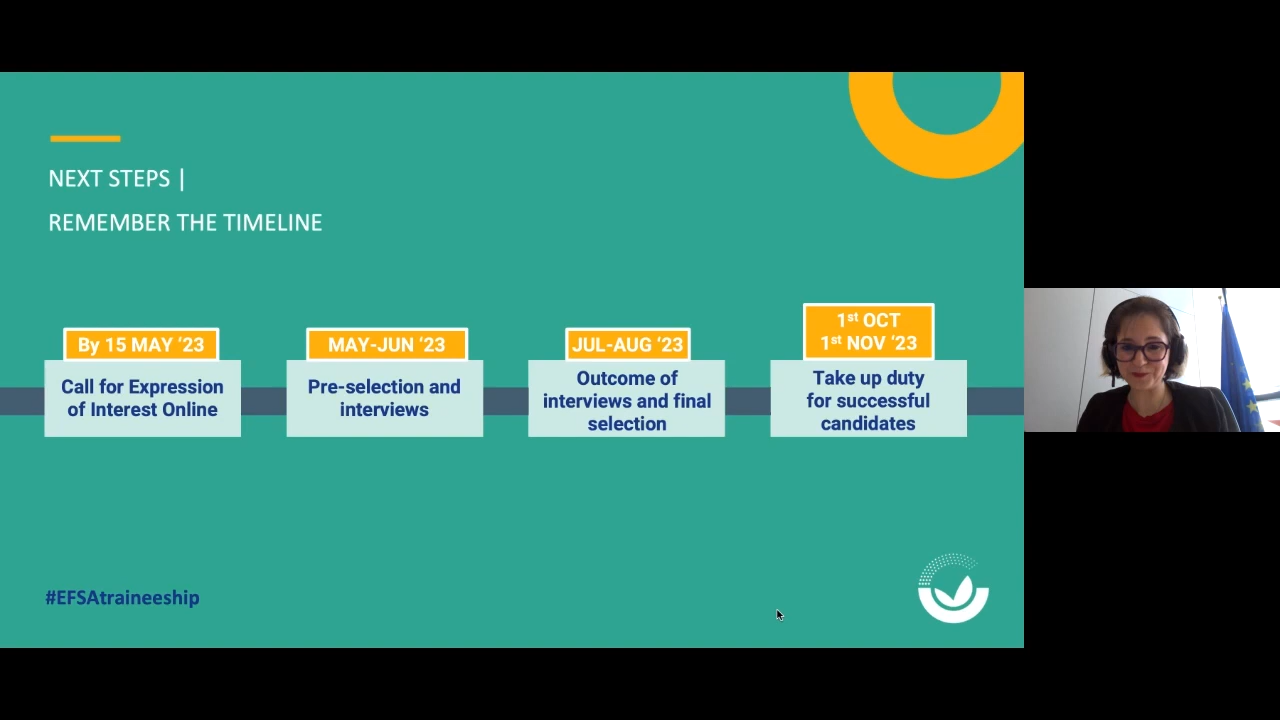 NEXT STEPS |
REMEMBER THE TIMELINE
By 15 MAY ‘23
Call for Expression
of Interest Online
MAY-JUN ‘23
Pre-selection and
interviews
JUL-AUG ‘23
Outcome of
interviews and final
selection
1st OCT
1st NOV ‘23
Take up duty
for successful
candidates
#EFSAtraineeship